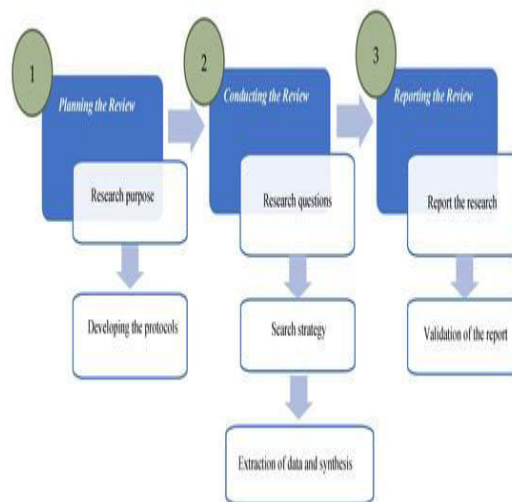 1
Planning the Review
Research purpose
Developing the protocols
2
Conducting the Review
Research questions
Search strategy
Extraction of data and synthesis
3
Reporting the Review
Report the research
Validation of the report